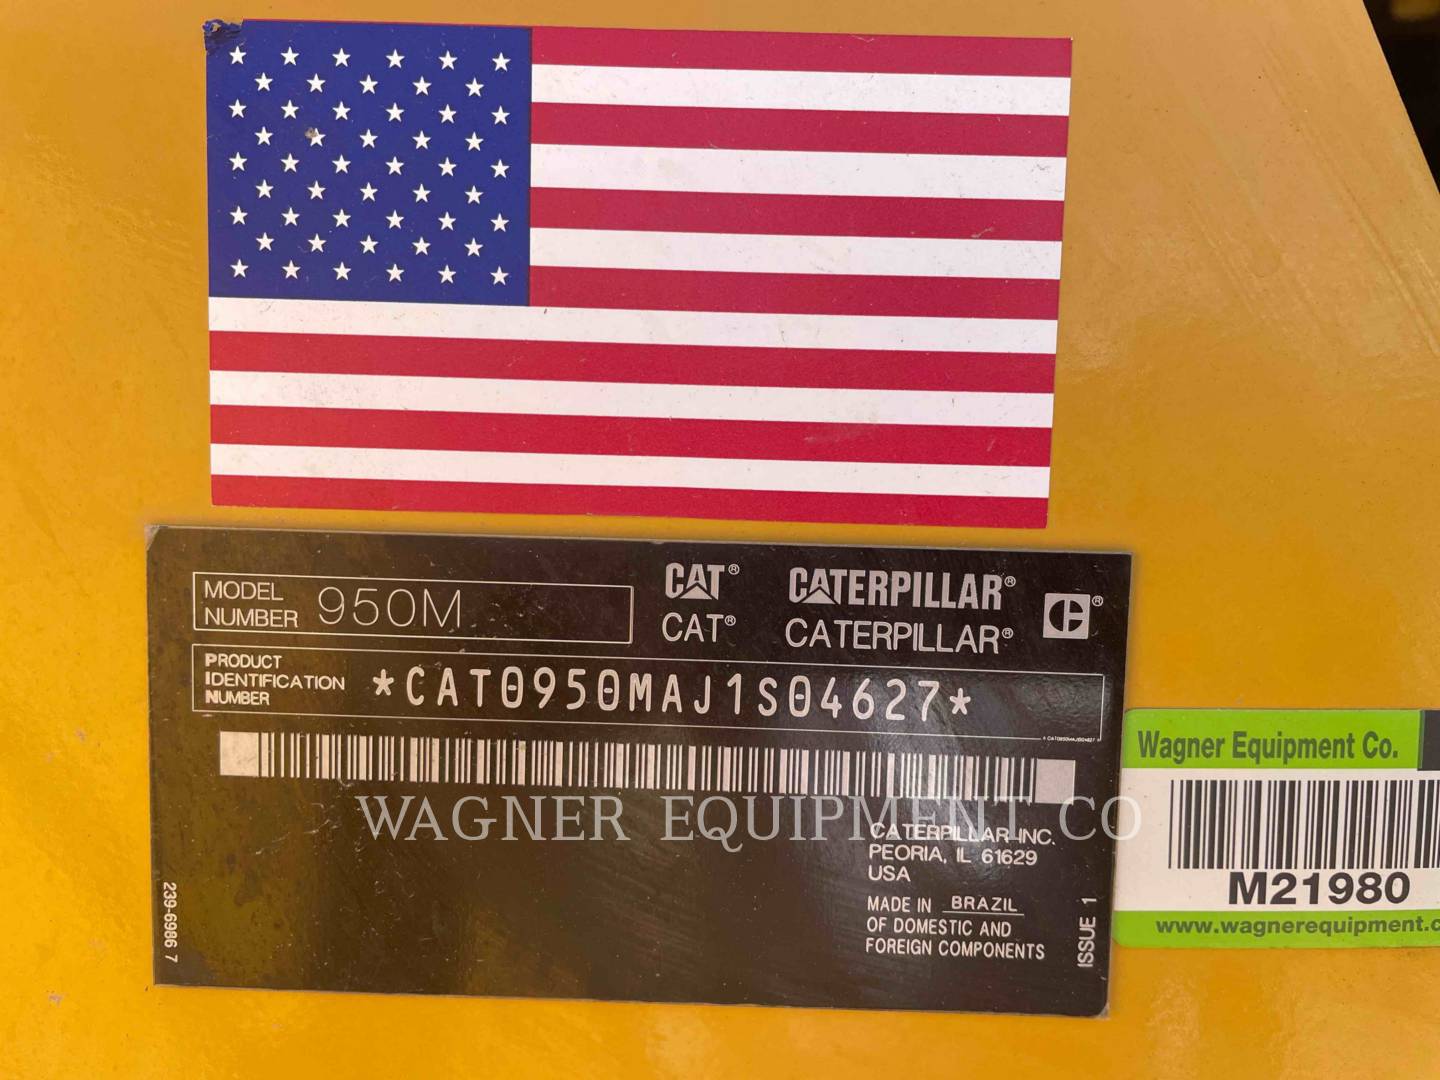 MODEL
NUMBER 950M
CAT® CATERPILLAR®
CAT® CATERPILLAR®
PRODUCT
IDENTIFICATION
NUMBER
*CAT0950MAJ1S04627*
*CAT0950MAJ1S04627*
WAGNER EQUIPMENT CO
CATERPILLAR INC.
PEORIA, IL 61629
USA
MADE IN BRAZIL
OF DOMESTIC AND
FOREIGN COMPONENTS
239-6986 7
ISSUE 1
Wagner Equipment Co.
M21980
www.wagnerequipment.c